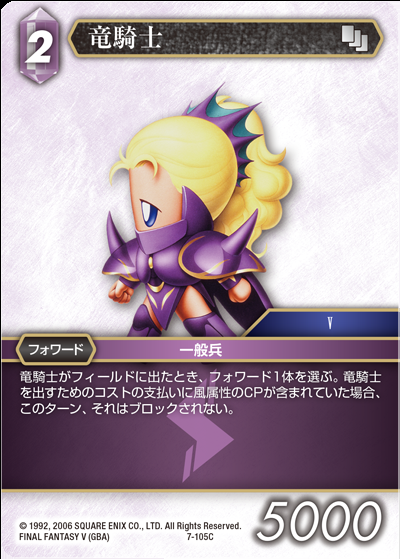 2
竜騎士
V
フォワード
一般兵
竜騎士がフィールドに出たとき、フォワード1体を選ぶ。竜騎士
を出すためのコストの支払いに風属性のCPが含まれていた場合、
このターン、それはブロックされない。
© 1992, 2006 SQUARE ENIX CO., LTD. All Rights Reserved.
FINAL FANTASY V (GBA)
7-105C
5000